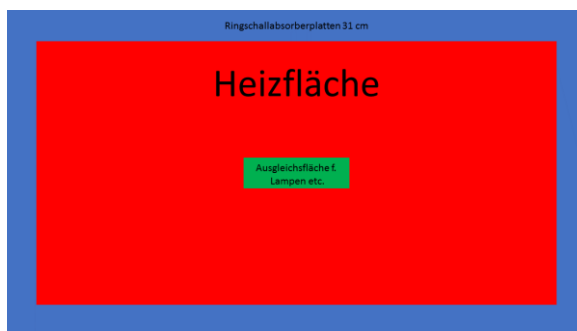 Ringschallabsorberplatten 31 cm
Heizfläche
Ausgleichsfläche f.
Lampen etc.